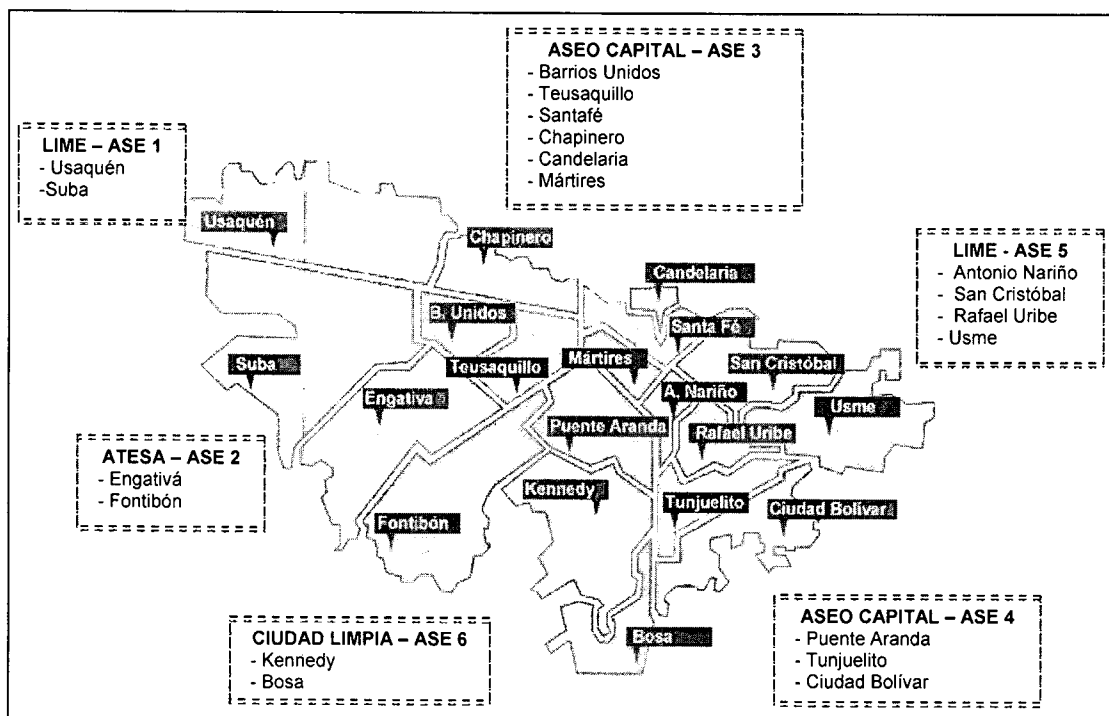 ASEO CAPITAL – ASE 3
- Barrios Unidos
- Teusaquillo
- Santafé
- Chapinero
- Candelaria
- Mártires
LIME – ASE 1
- Usaquén
-Suba
Usaquén
Chapinero
Candelaria
LIME - ASE 5
- Antonio Nariño
- San Cristóbal
- Rafael Uribe
- Usme
B. Unidos
Santa Fé
Suba
Teusaquillo
Mártires
San Cristóbal
Engativa
A. Nariño
Usme
Puente Aranda
Rafael Uribe
ATESA – ASE 2
- Engativá
- Fontibón
Kennedy
Tunjuelito
Ciudad Bolívar
Fontibón
CIUDAD LIMPIA – ASE 6
- Kennedy
- Bosa
Bosa
ASEO CAPITAL – ASE 4
- Puente Aranda
- Tunjuelito
- Ciudad Bolívar